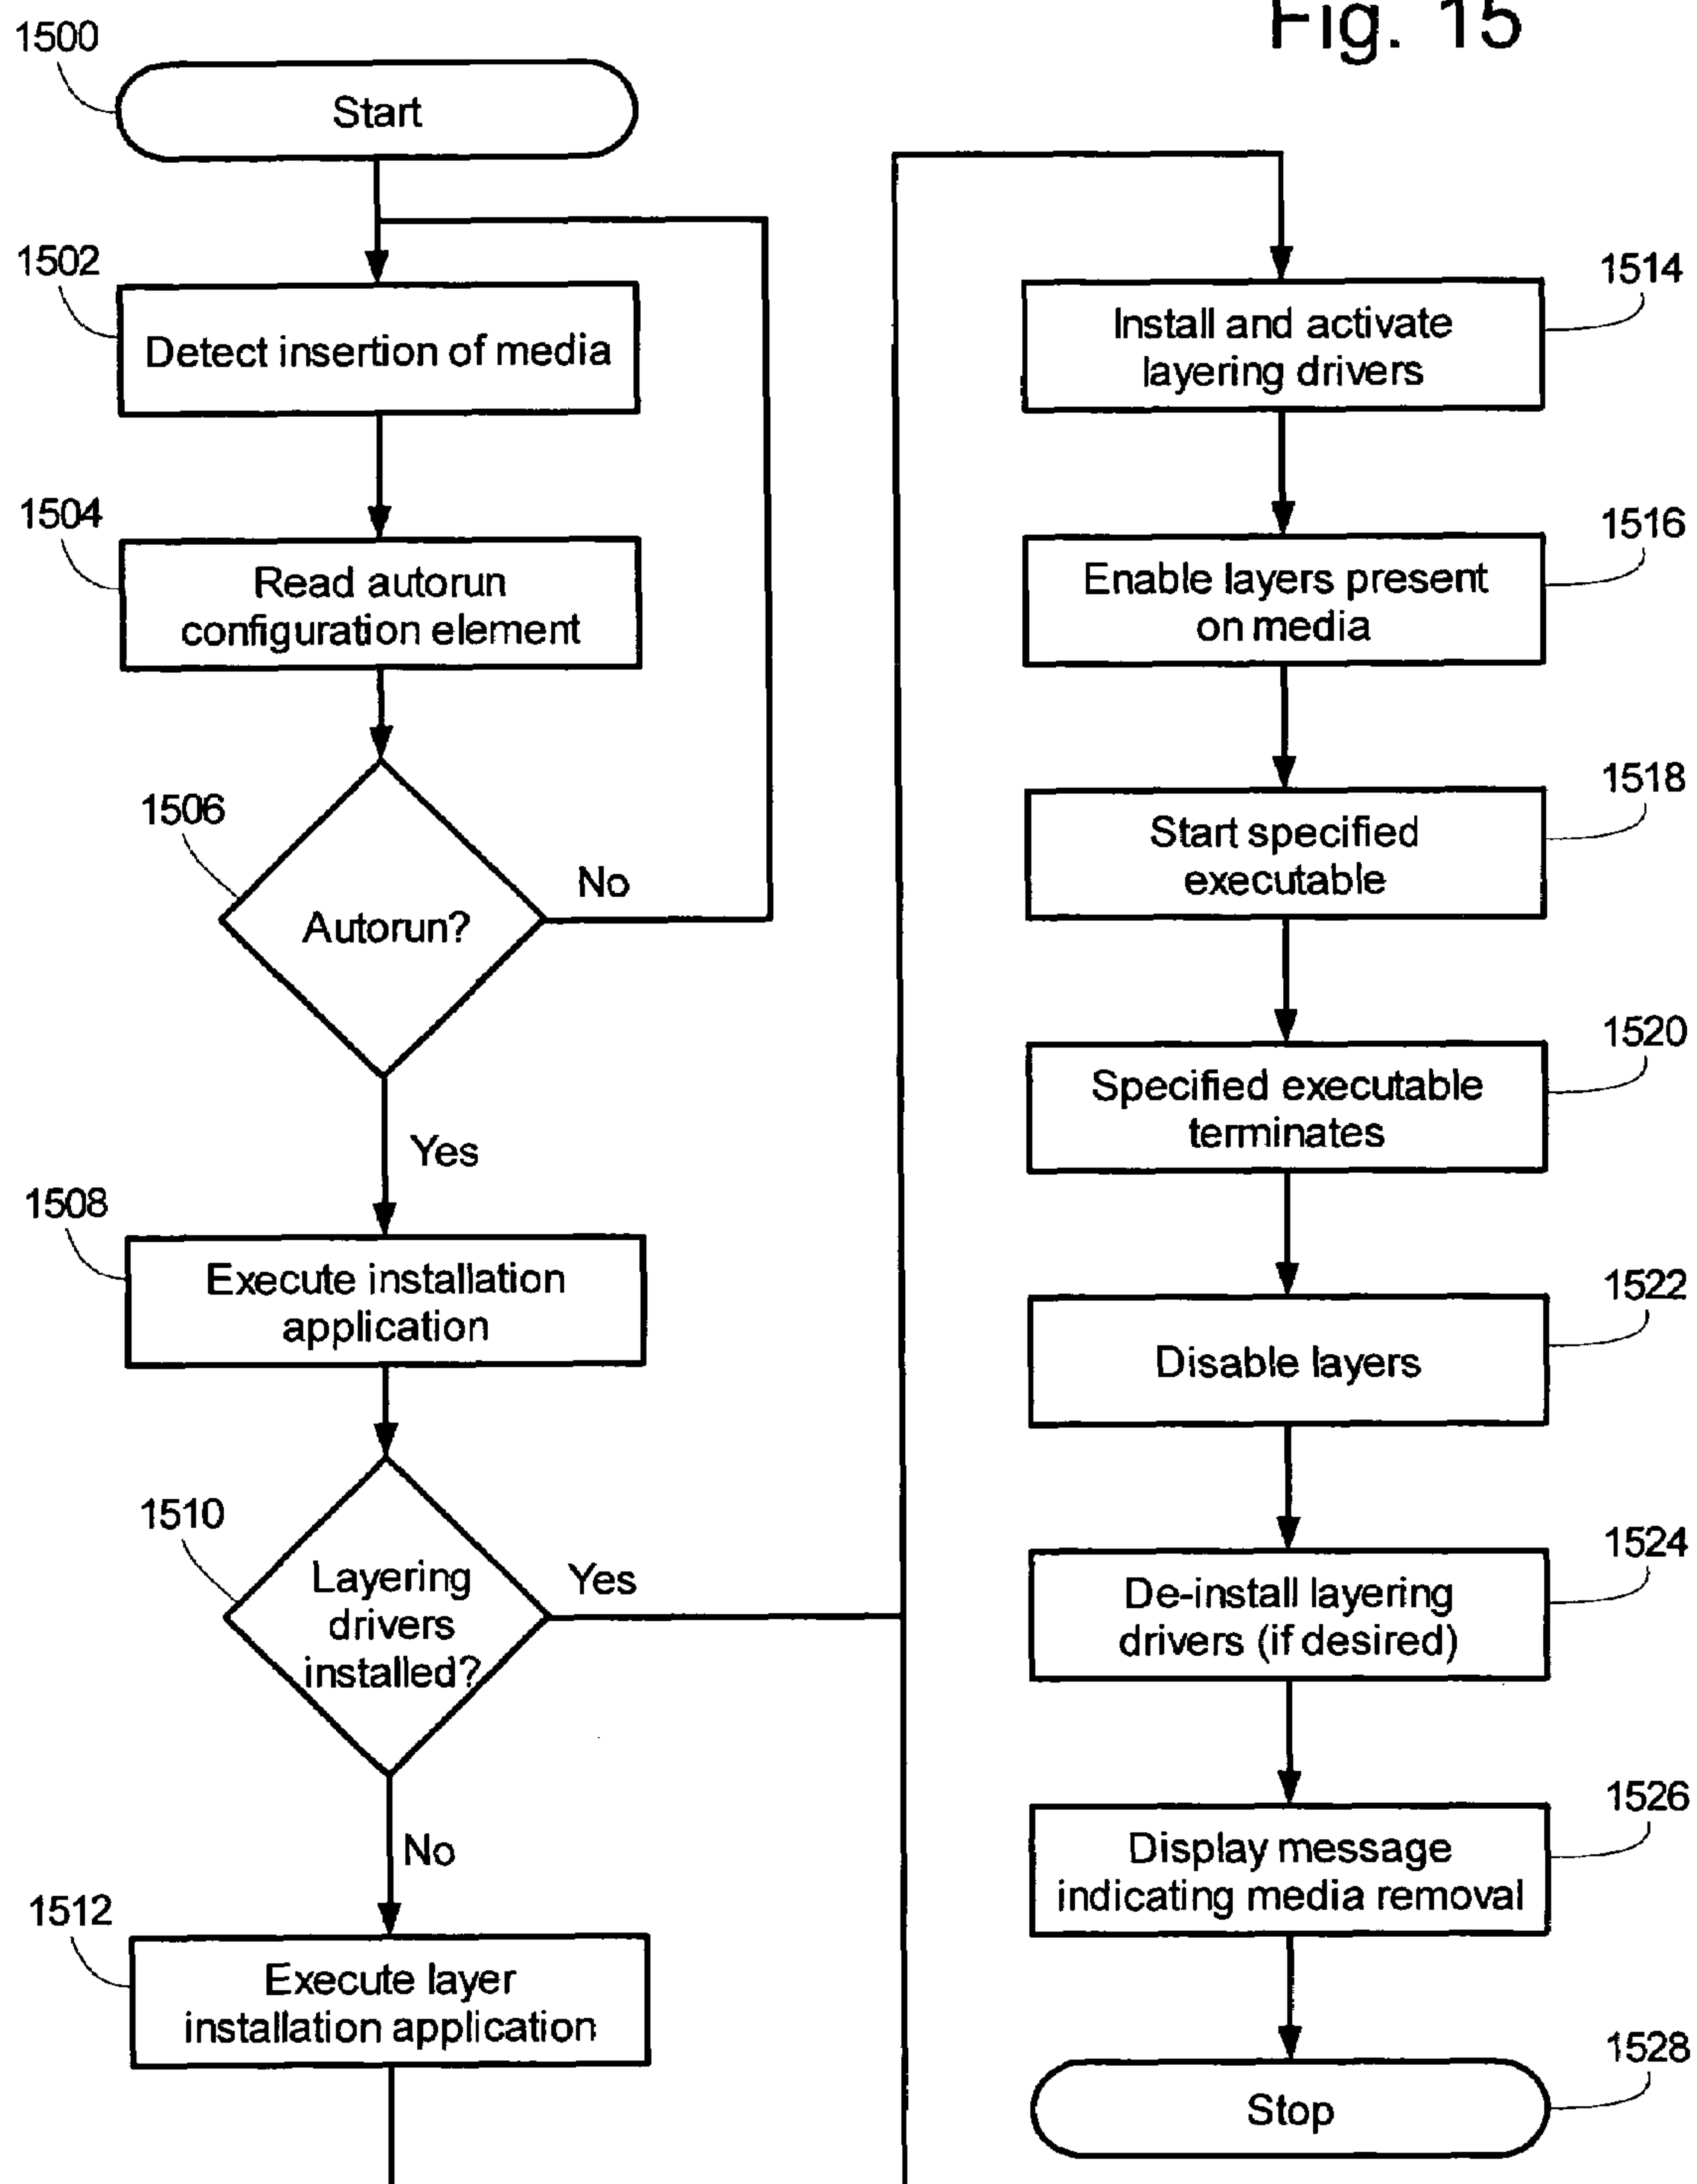 Fig. 15
1500
Start
1502
Detect insertion of media
1504
Read autorun
configuration element
1506
Autorun?
No
Yes
1508
Execute installation
application
1510
Layering
drivers
installed?
Yes
No
1512
Execute layer
installation application
1514
Install and activate
layering drivers
1516
Enable layers present
on media
1518
Start specified
executable
1520
Specified executable
terminates
1522
Disable layers
1524
De-install layering
drivers (if desired)
1526
Display message
indicating media removal
1528
Stop